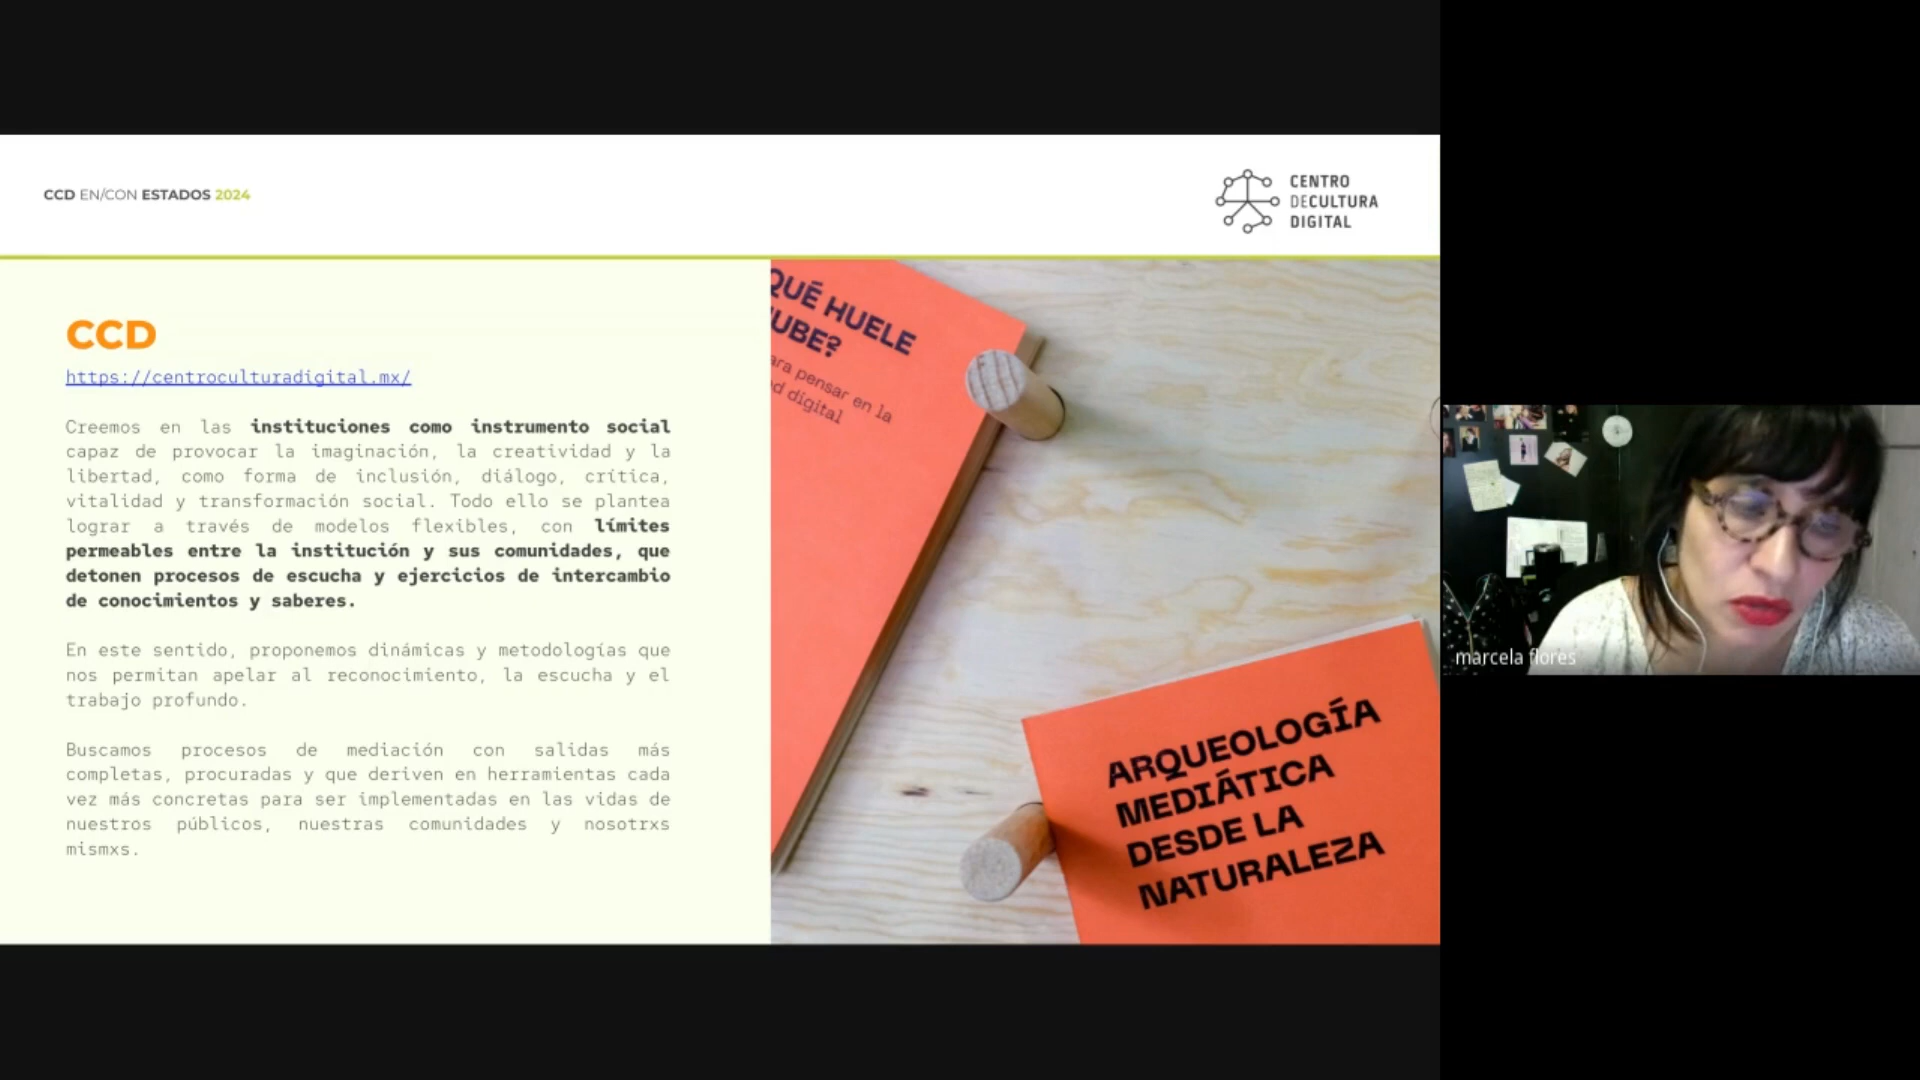 CCD EN/CON ESTADOS 2024
CENTRO
DECULTURA
DIGITAL
CCD
https://centroculturadigital.mx/
Creemos en las instituciones como instrumento social
capaz de provocar la imaginación, la creatividad y la
libertad, como forma de inclusión, diálogo, crítica,
vitalidad y transformación social. Todo ello se plantea
lograr a través de modelos flexibles, con límites
permeables entre la institución y sus comunidades, que
detonen procesos de escucha y ejercicios de intercambio
de conocimientos y saberes.
En este sentido, proponemos dinámicas y metodologías que
nos permitan apelar al reconocimiento, la escucha y el
trabajo profundo.
Buscamos procesos de mediación con salidas más
completas, procuradas y que deriven en herramientas cada
vez más concretas para ser implementadas en las vidas de
nuestros públicos, nuestras comunidades y nosotrxs
mismxs.
QUÉ HUELE
UBE?
ara pensar en la
d digital
ARQUEOLOGÍA
MEDIÁTICA
DESDE LA
NATURALEZA
marcela flores